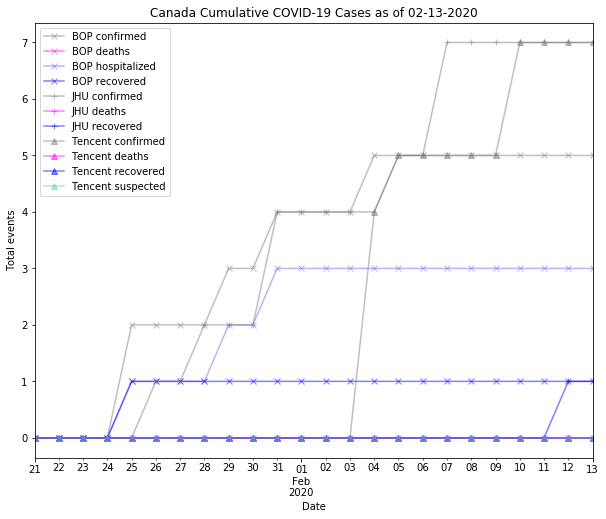 Canada Cumulative COVID-19 Cases as of 02-13-2020
BOP confirmed
BOP deaths
BOP hospitalized
BOP recovered
JHU confirmed
JHU deaths
JHU recovered
Tencent confirmed
Tencent deaths
Tencent recovered
Tencent suspected
Total events
7
6
5
4
3
2
1
0
21 22 23 24 25 26 27 28 29 30 31 01 02 03 04 05 06 07 08 09 10 11 12 13
Feb
2020
Date